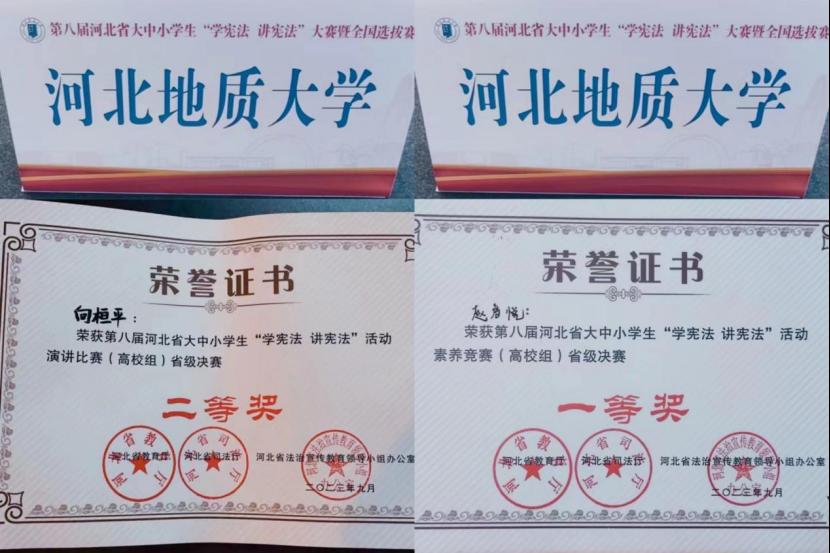 第八届河北省大中小学生“学宪法 讲宪法”大赛暨全国选拔赛
河北地质大学
第八届河北省大中小学生“学宪法 讲宪法”大赛暨全国选拔赛
河北地质大学
荣誉证书
向桓平：
荣获第八届河北省大中小学生“学宪法 讲宪法”活动
演讲比赛（高校组）省级决赛
二等奖
河北省教育厅 河北省司法厅 河北省法治宣传教育领导小组办公室
二〇二三年九月
荣誉证书
荣获第八届河北省大中小学生“学宪法 讲宪法”活动
素养竞赛（高校组）省级决赛
一等奖
河北省教育厅 河北省司法厅 河北省法治宣传教育领导小组办公室
二〇二三年九月